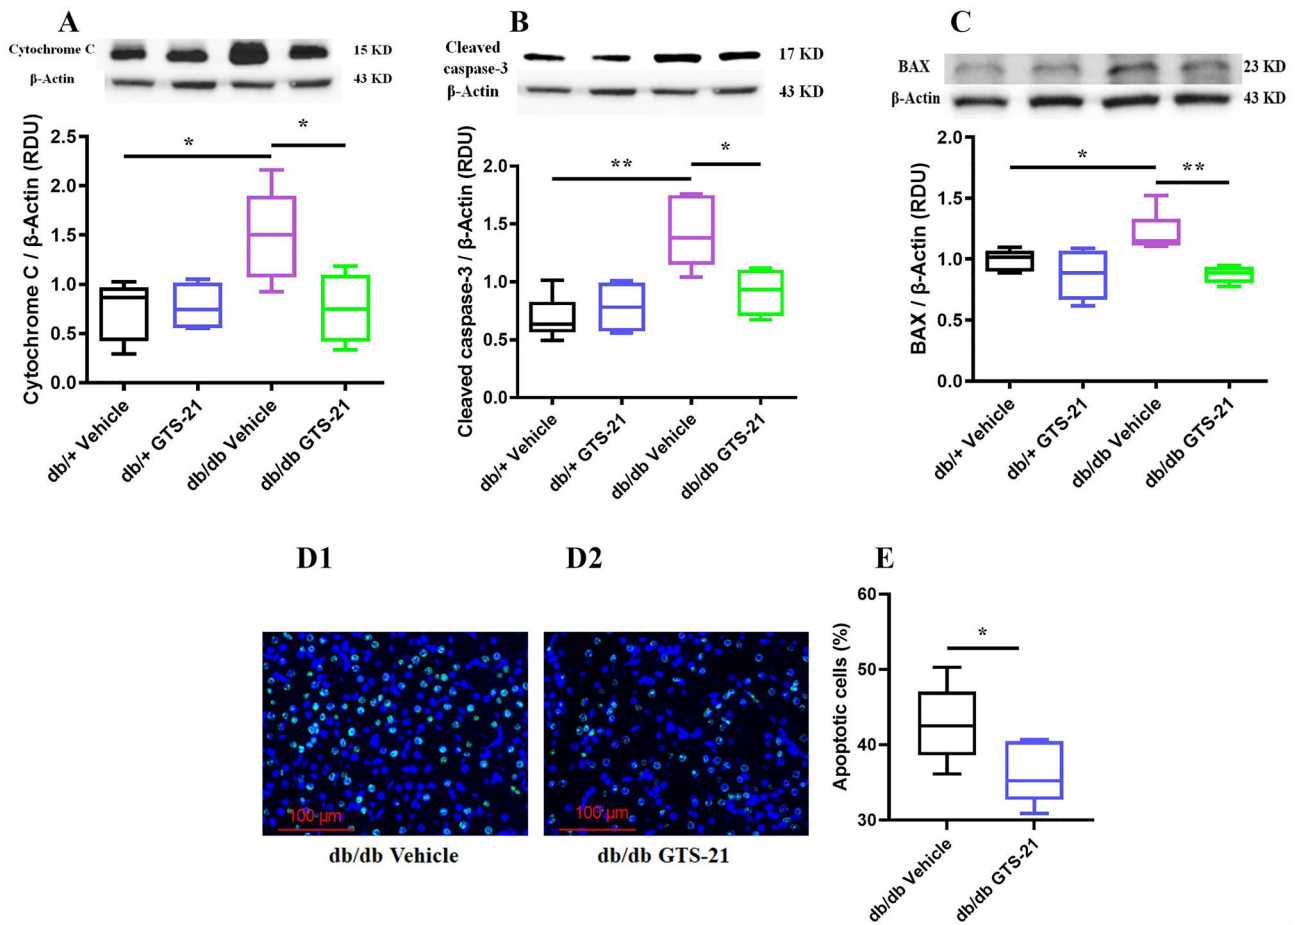 A
Cytochrome C
15 KD
β-Actin
43 KD
*
*
2.5
2.0
1.5
1.0
0.5
0.0
Cytochrome C / β-Actin (RDU)
db/+ Vehicle
db/+ GTS-21
db/db Vehicle
db/db GTS-21
B
Cleaved
caspase-3
17 KD
β-Actin
43 KD
**
*
2.0
1.5
1.0
0.5
0.0
Cleaved caspase-3 / β-Actin (RDU)
db/+ Vehicle
db/+ GTS-21
db/db Vehicle
db/db GTS-21
C
BAX
23 KD
β-Actin
43 KD
*
**
2.0
1.5
1.0
0.5
0.0
BAX / β-Actin (RDU)
db/+ Vehicle
db/+ GTS-21
db/db Vehicle
db/db GTS-21
D1
100 μm
db/db Vehicle
D2
100 μm
db/db GTS-21
E
*
60
50
40
30
Apoptotic cells (%)
db/db Vehicle
db/db GTS-21